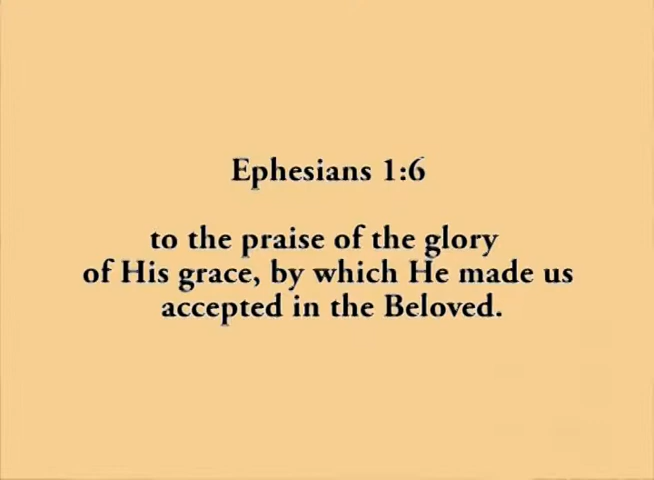 Ephesians 1:6
to the praise of the glory
of His grace, by which He made us
accepted in the Beloved.